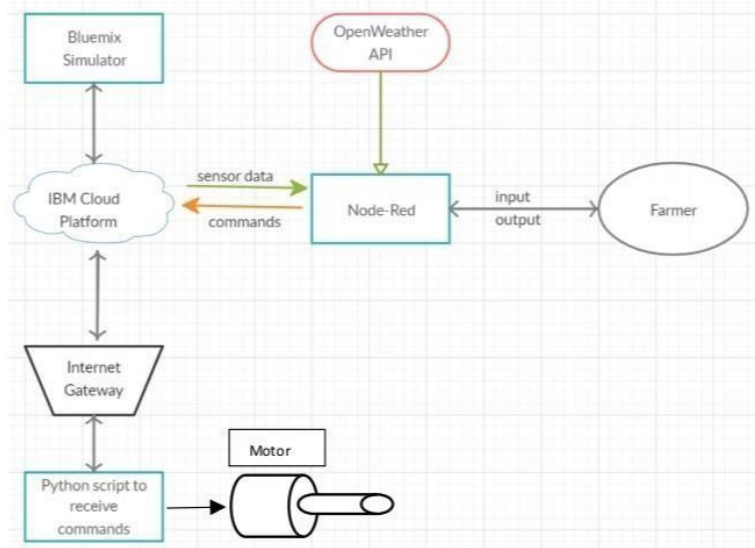 Bluemix
Simulator
OpenWeather
API
IBM Cloud
Platform
sensor data
commands
Node-Red
input
output
Farmer
Internet
Gateway
Motor
Python script to
receive
commands